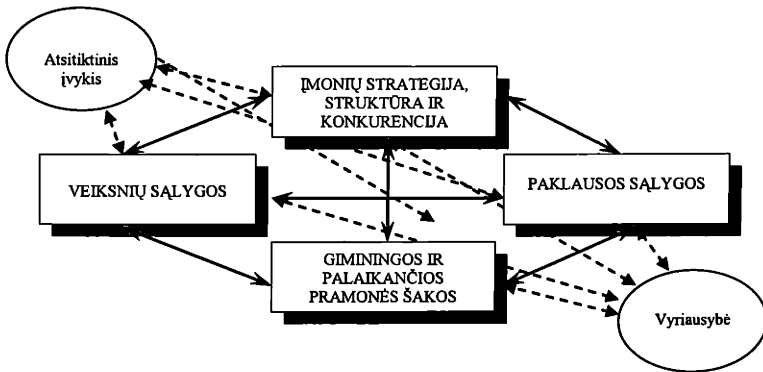 Atsitiktinis
įvykis
ĮMONIŲ STRATEGIJA,
STRUKTŪRA IR
KONKURENCIJA
VEIKSNIŲ SĄLYGOS
PAKLAUSOS SĄLYGOS
GIMININGOS IR
PALAIKANČIOS
PRAMONĖS ŠAKOS
Vyriausybė